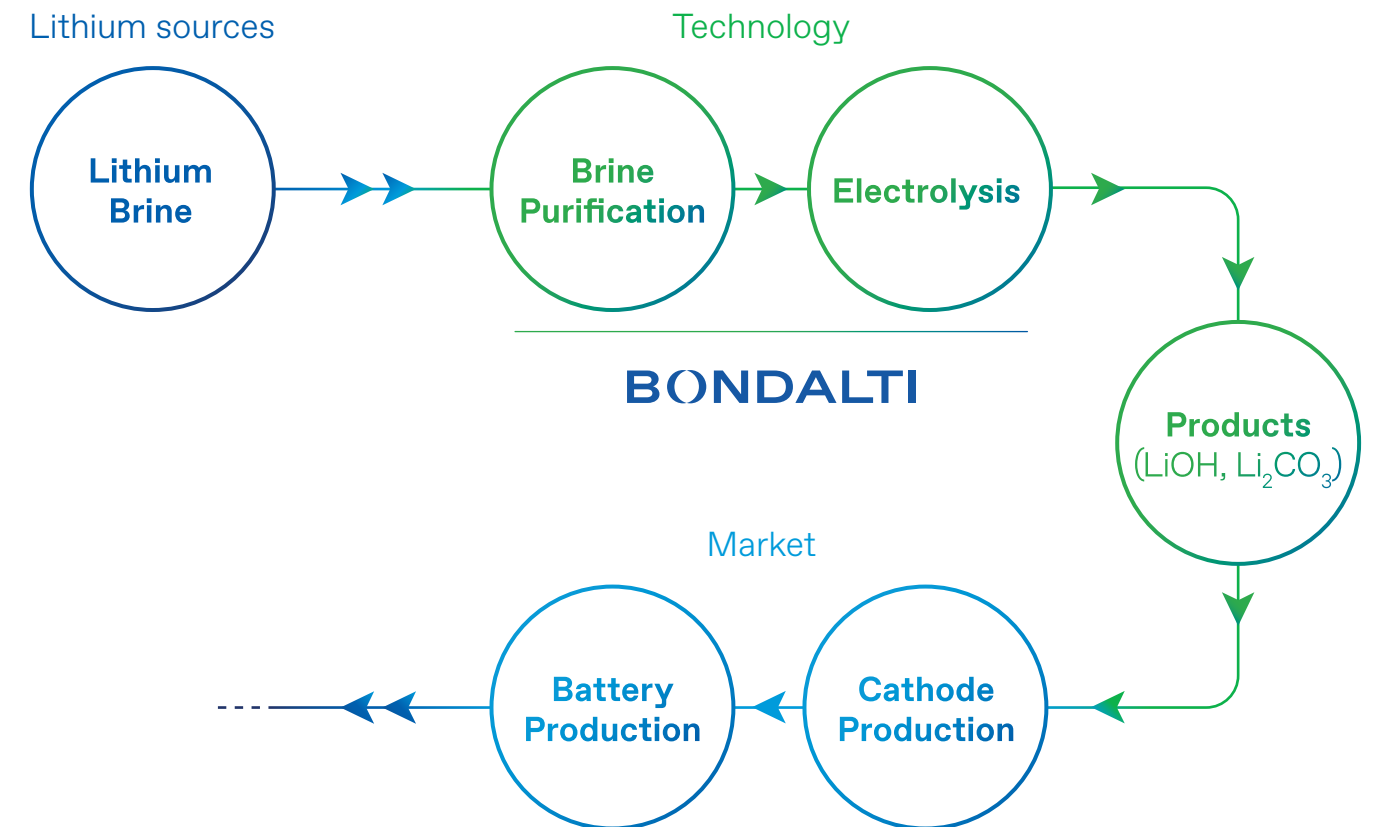 Lithium sources
Technology
Lithium
Brine
Brine
Purification
Electrolysis
BONDALTI
Products
(LiOH, Li₂CO₃)
Market
Cathode
Production
Battery
Production